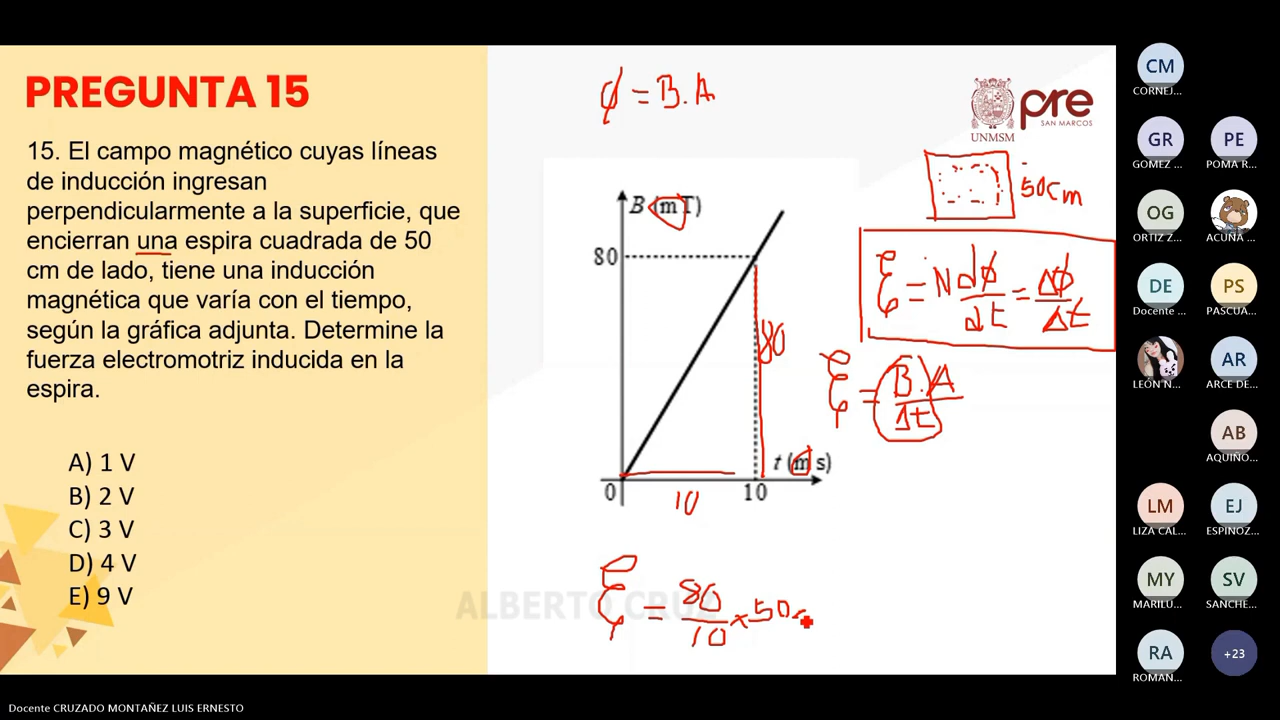 PREGUNTA 15
15. El campo magnético cuyas líneas
de inducción ingresan
perpendicularmente a la superficie, que
encierran una espira cuadrada de 50
cm de lado, tiene una inducción
magnética que varía con el tiempo,
según la gráfica adjunta. Determine la
fuerza electromotriz inducida en la
espira.
A) 1 V
B) 2 V
C) 3 V
D) 4 V
E) 9 V
ϕ = B.A
UNMSM
pre
SAN MARCOS
50cm
B (mT)
80
80
0
10
10
t (m s)
ℰ = N dϕ/dt = Δϕ/Δt
ℰ = B.A/Δt
ℰ = 80/10 x 50
ALBERTO CRUZ
CM
CORNEJ...
GR
GOMEZ ...
PE
POMA R...
OG
ORTIZ Z...
ACUÑA ...
DE
Docente ...
PS
PASCUA...
LEÓN N...
AR
ARCE DE...
AB
AQUIÑO...
LM
LIZA CAL...
EJ
ESPINOZ...
MY
MARILÚ...
SV
SANCHE...
RA
ROMAN...
+23
Docente CRUZADO MONTAÑEZ LUIS ERNESTO